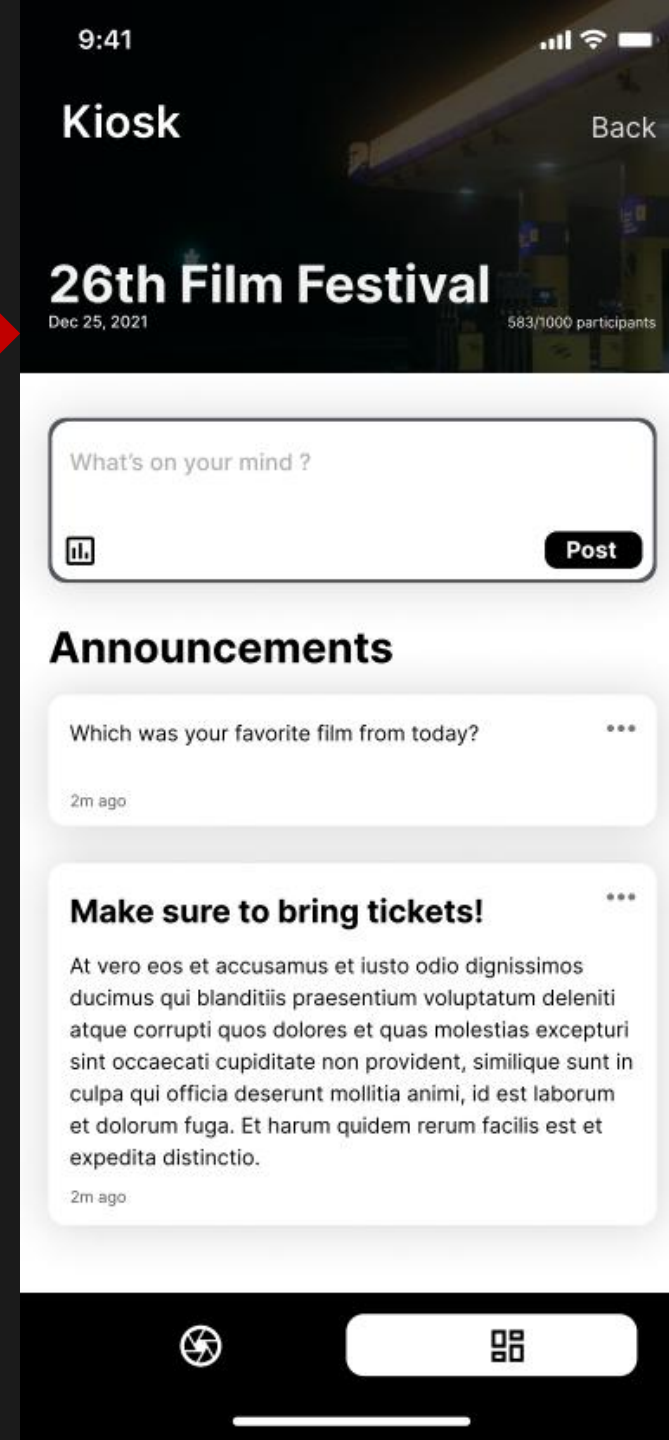 9:41
Kiosk
Back
26th Film Festival
Dec 25, 2021
583/1000 participants
What's on your mind ?
Post
Announcements
Which was your favorite film from today?
2m ago
Make sure to bring tickets!
At vero eos et accusamus et iusto odio dignissimos
ducimus qui blanditiis praesentium voluptatum deleniti
atque corrupti quos dolores et quas molestias excepturi
sint occaecati cupiditate non provident, similique sunt in
culpa qui officia deserunt mollitia animi, id est laborum
et dolorum fuga. Et harum quidem rerum facilis est et
expedita distinctio.
2m ago